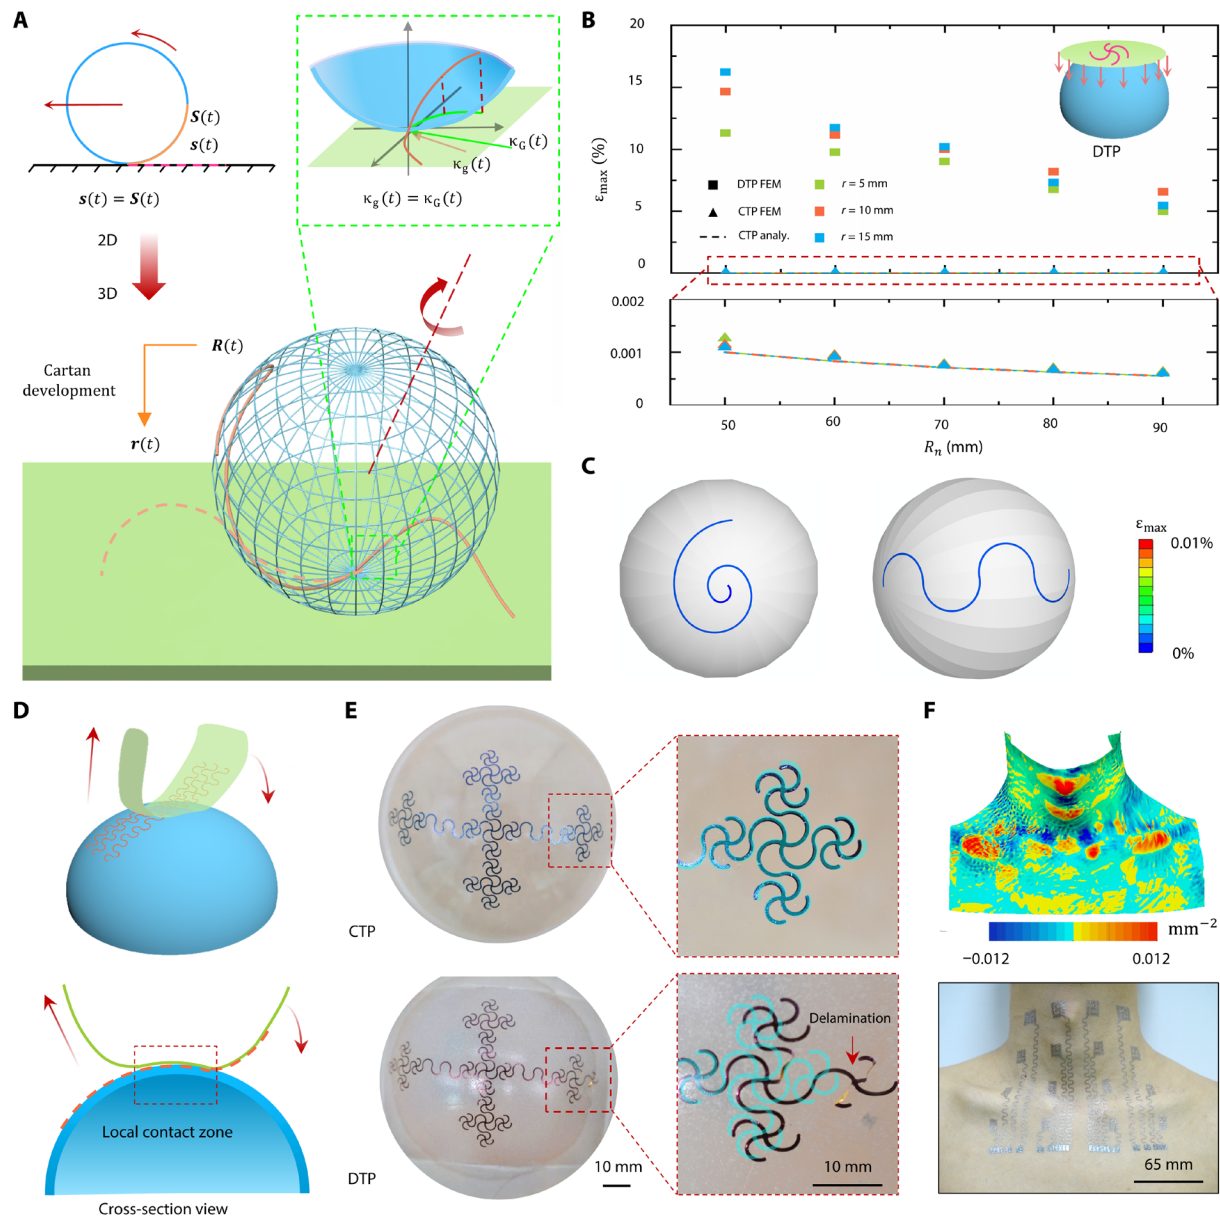 A
S(t)
s(t)
s(t) = S(t)
2D
3D
κG(t)
κg(t)
κg(t) = κG(t)
R(t)
Cartan
development
r(t)
B
20
15
10
5
0
εmax (%)
DTP FEM
r = 5 mm
CTP FEM
r = 10 mm
CTP analy.
r = 15 mm
DTP
0.002
0.001
0
50
60
70
80
90
Rn (mm)
C
εmax
0.01%
0%
D
Local contact zone
Cross-section view
E
CTP
DTP
10 mm
Delamination
10 mm
F
mm−2
−0.012
0.012
65 mm